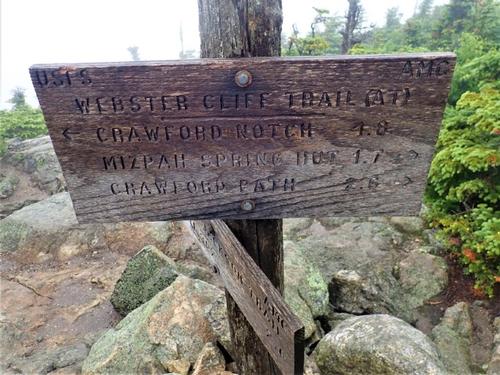 USFS AMC
WEBSTER CLIFF TRAIL (AT)
< CRAWFORD NOTCH 4.8
MIZPAH SPRING HUT 1.7 >
CRAWFORD PATH 2.6 >